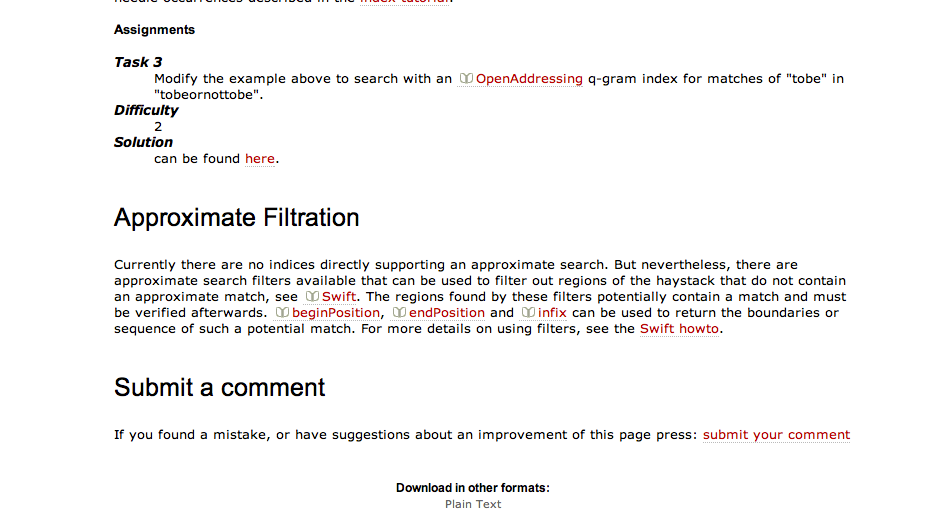 needle occurrences described in the index tutorial.
Assignments
Task 3
Modify the example above to search with an OpenAddressing q-gram index for matches of "tobe" in
"tobeornottobe".
Difficulty
2
Solution
can be found here.
Approximate Filtration
Currently there are no indices directly supporting an approximate search. But nevertheless, there are
approximate search filters available that can be used to filter out regions of the haystack that do not contain
an approximate match, see Swift. The regions found by these filters potentially contain a match and must
be verified afterwards. beginPosition, endPosition and infix can be used to return the boundaries or
sequence of such a potential match. For more details on using filters, see the Swift howto.
Submit a comment
If you found a mistake, or have suggestions about an improvement of this page press: submit your comment
Download in other formats:
Plain Text